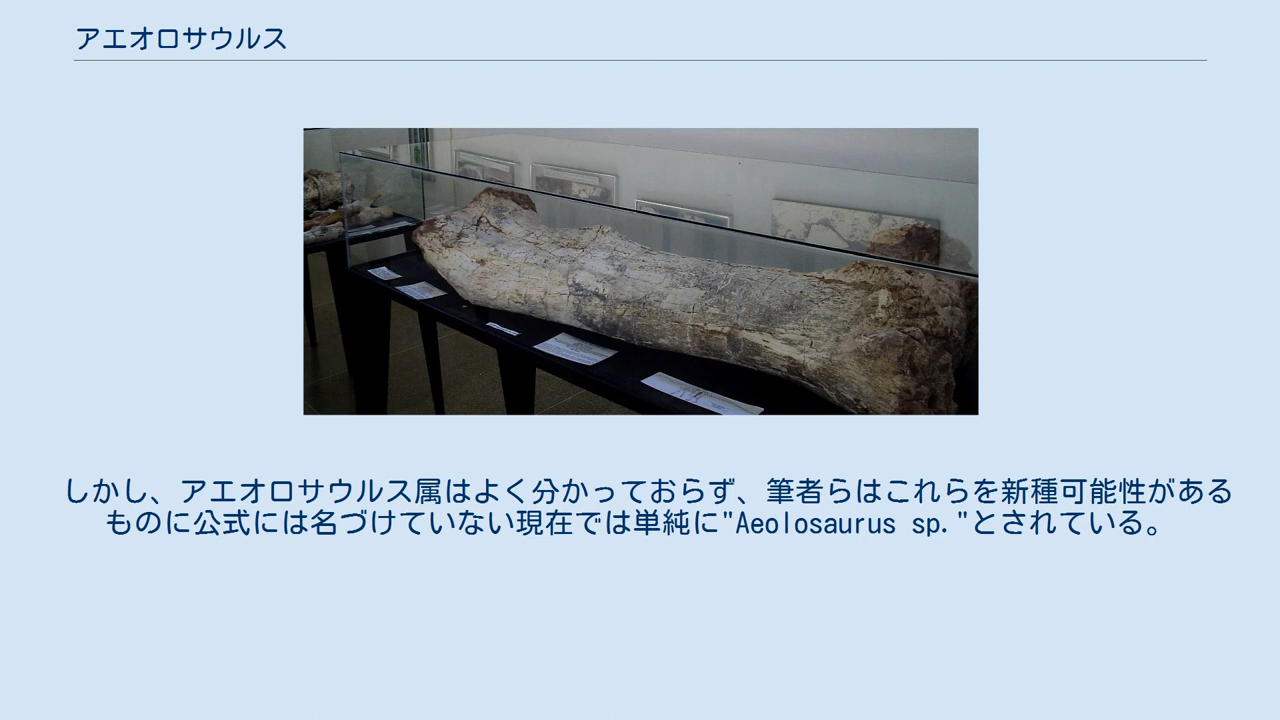 アエオロサウルス
しかし、アエオロサウルス属はよく分かっておらず、筆者らはこれらを新種可能性がある
ものに公式には名づけていない現在では単純に"Aeolosaurus sp."とされている。